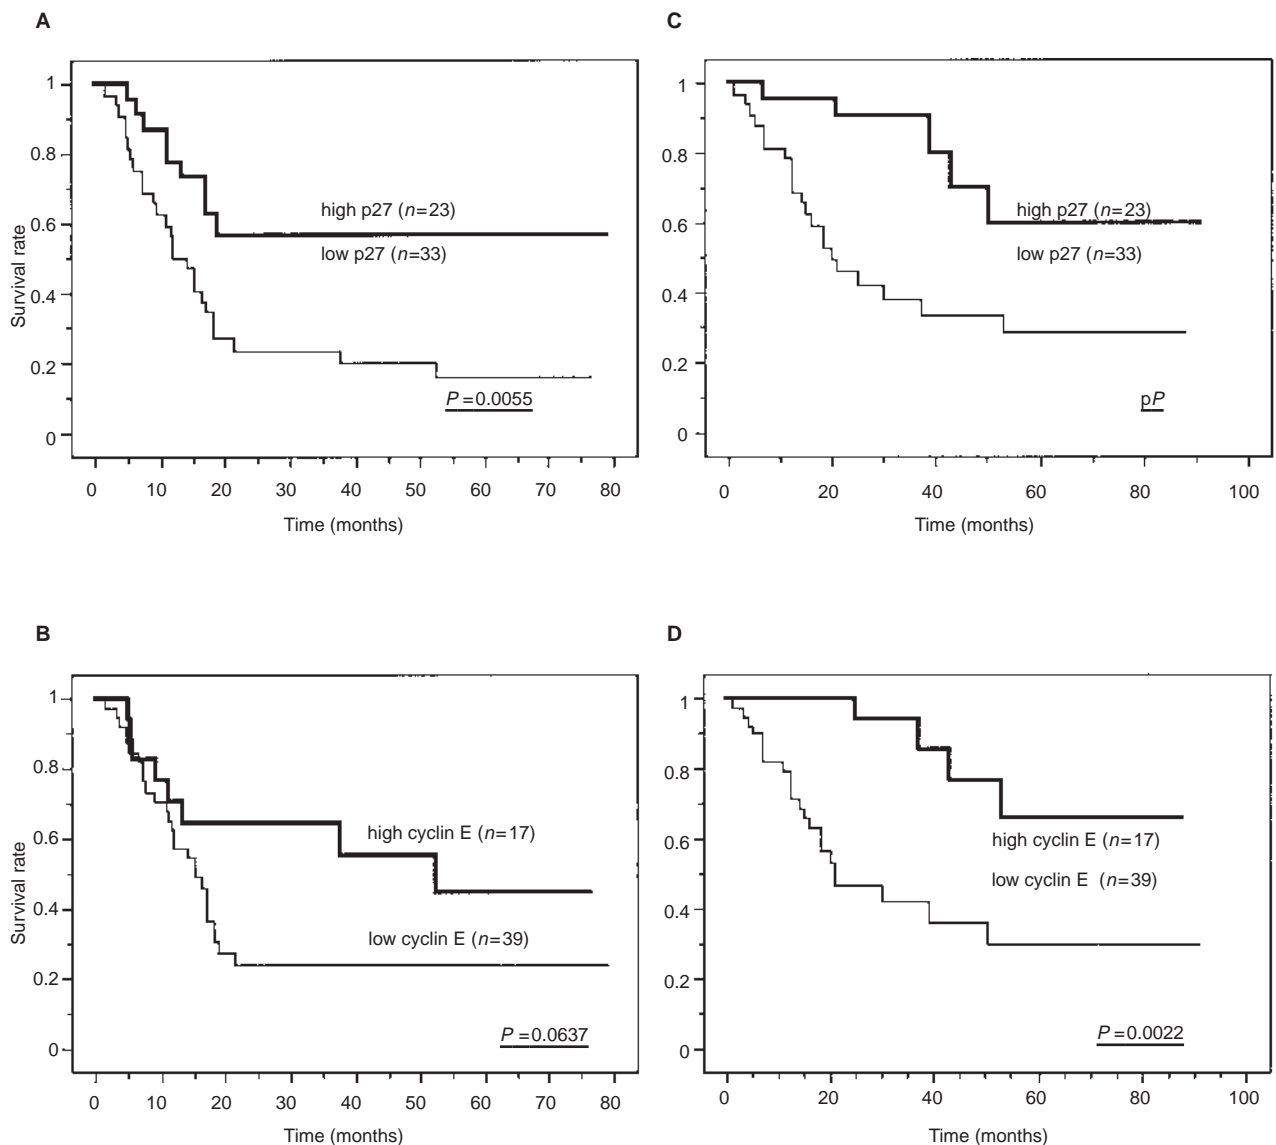 A
Survival rate
1
0.8
0.6
0.4
0.2
0
high p27 (n=23)
low p27 (n=33)
P=0.0055
0 10 20 30 40 50 60 70 80
Time (months)
C
1
0.8
0.6
0.4
0.2
0
high p27 (n=23)
low p27 (n=33)
pP
0 20 40 60 80 100
Time (months)
B
Survival rate
1
0.8
0.6
0.4
0.2
0
high cyclin E (n=17)
low cyclin E (n=39)
P=0.0637
0 10 20 30 40 50 60 70 80
Time (months)
D
1
0.8
0.6
0.4
0.2
0
high cyclin E (n=17)
low cyclin E (n=39)
P=0.0022
0 20 40 60 80 100
Time (months)